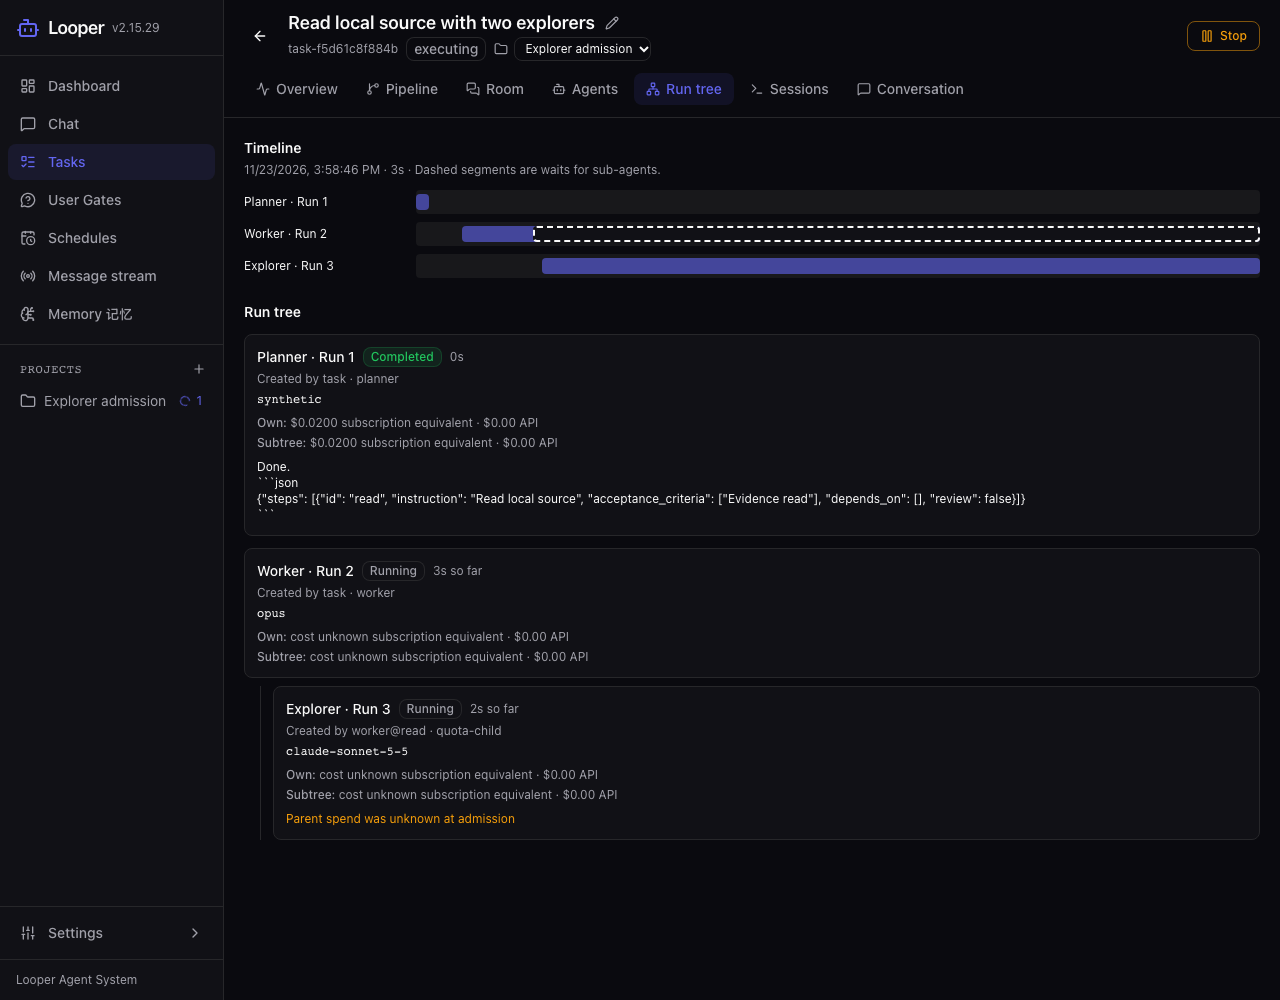 Looper v2.15.29
Dashboard
Chat
Tasks
User Gates
Schedules
Message stream
Memory 记忆
PROJECTS
Explorer admission 1
Settings
Looper Agent System
Read local source with two explorers
task-f5d61c8f884b executing Explorer admission
Stop
Overview Pipeline Room Agents Run tree Sessions Conversation
Timeline
11/23/2026, 3:58:46 PM · 3s · Dashed segments are waits for sub-agents.
Planner · Run 1
Worker · Run 2
Explorer · Run 3
Run tree
Planner · Run 1 Completed 0s
Created by task · planner
synthetic
Own: $0.0200 subscription equivalent · $0.00 API
Subtree: $0.0200 subscription equivalent · $0.00 API
Done.
```json
{"steps": [{"id": "read", "instruction": "Read local source", "acceptance_criteria": ["Evidence read"], "depends_on": [], "review": false}]}
```
Worker · Run 2 Running 3s so far
Created by task · worker
opus
Own: cost unknown subscription equivalent · $0.00 API
Subtree: cost unknown subscription equivalent · $0.00 API
Explorer · Run 3 Running 2s so far
Created by worker@read · quota-child
claude-sonnet-5-5
Own: cost unknown subscription equivalent · $0.00 API
Subtree: cost unknown subscription equivalent · $0.00 API
Parent spend was unknown at admission